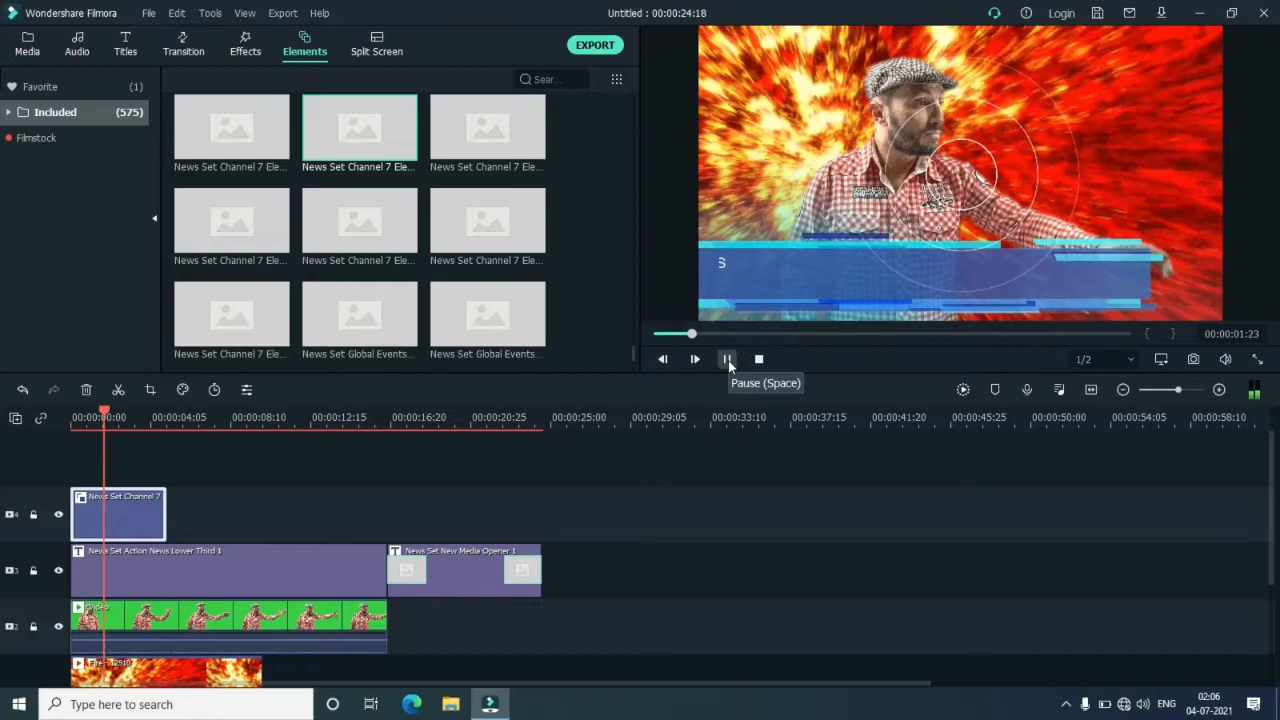 Wondershare Filmora
File
Edit
Tools
View
Export
Help
Untitled : 00:00:24:18
Login
Media
Audio
Titles
Transition
Effects
Elements
Split Screen
EXPORT
Favorite (1)
Included (575)
Filmstock
Sear...
News Set Channel 7 Ele...
News Set Channel 7 Ele...
News Set Channel 7 Ele...
News Set Channel 7 Ele...
News Set Channel 7 Ele...
News Set Channel 7 Ele...
News Set Channel 7 Ele...
News Set Global Events...
News Set Global Events...
S
00:00:01:23
1/2
Pause (Space)
00:00:00:00
00:00:04:05
00:00:08:10
00:00:12:15
00:00:16:20
00:00:20:25
00:00:25:00
00:00:29:05
00:00:33:10
00:00:37:15
00:00:41:20
00:00:45:25
00:00:50:00
00:00:54:05
00:00:58:10
4
News Set Channel 7
3
News Set Action News Lower Third 1
News Set New Media Opener 1
2
Type here to search
ENG
02:06
04-07-2021